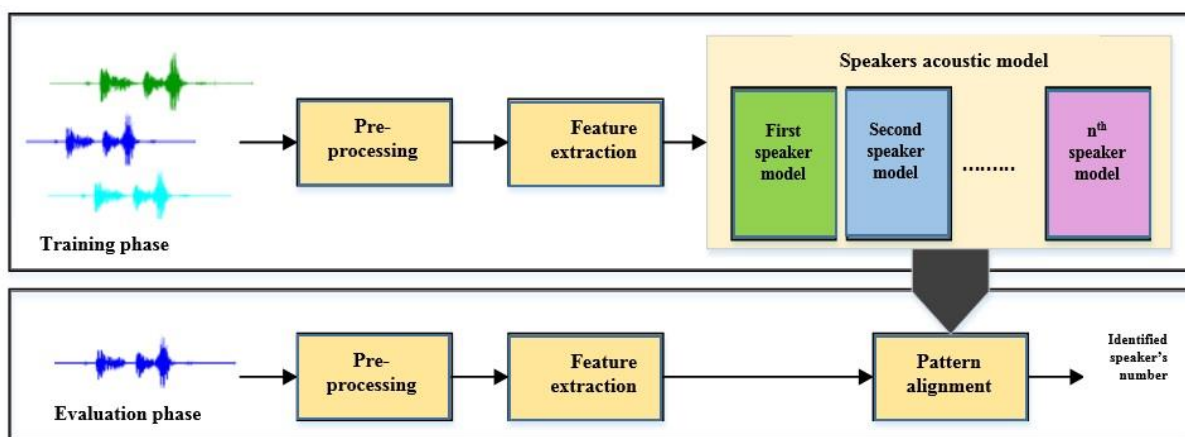 Speakers acoustic model
Pre-
processing
Feature
extraction
First
speaker
model
Second
speaker
model
.........
nth
speaker
model
Training phase
Pre-
processing
Feature
extraction
Pattern
alignment
Identified
speaker's
number
Evaluation phase